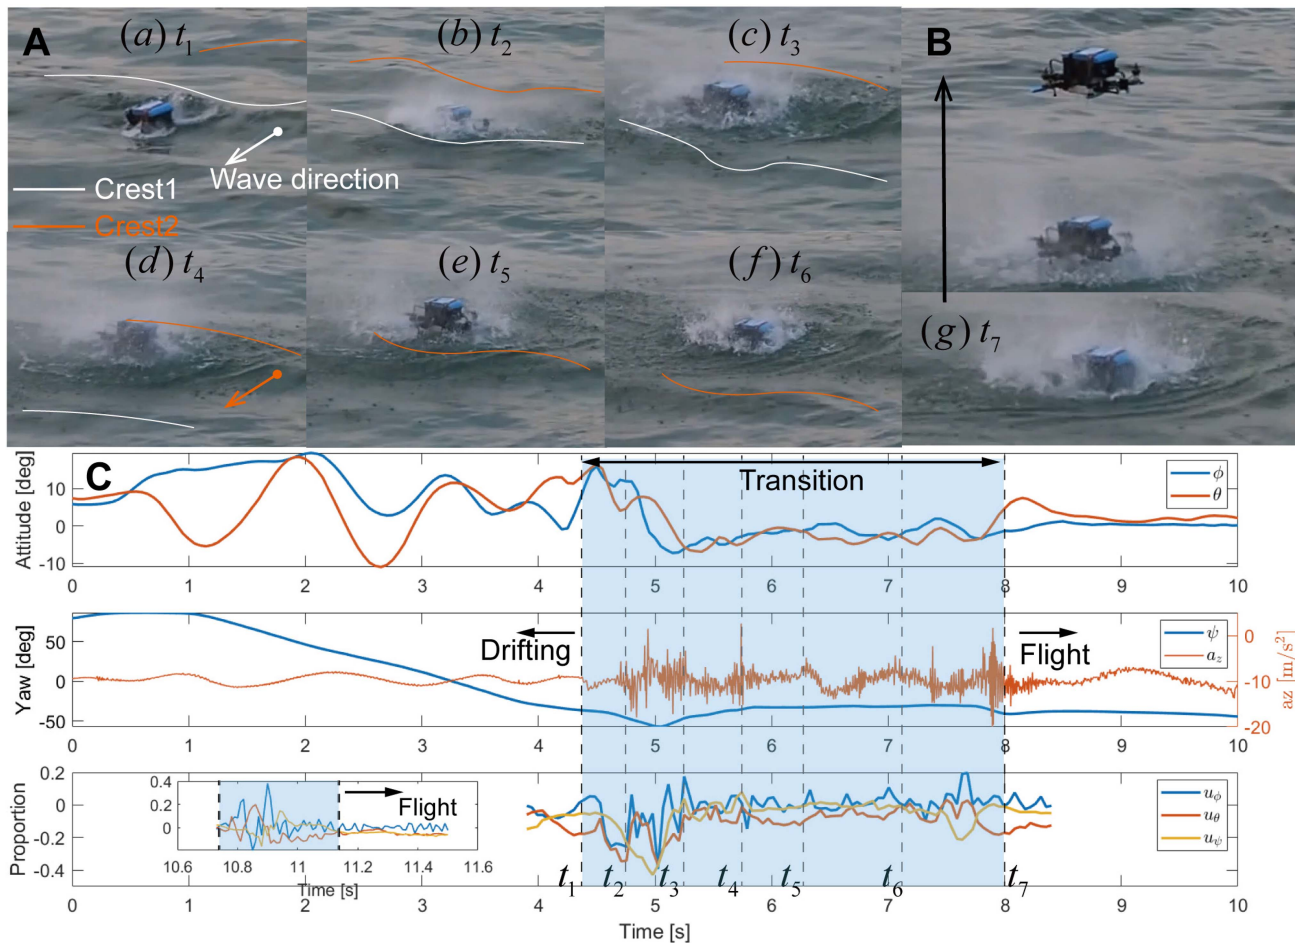 A
(a) t1
(b) t2
(c) t3
B
Wave direction
Crest1
Crest2
(d) t4
(e) t5
(f) t6
(g) t7
C
Attitude [deg]
10
0
-10
Transition
ϕ
θ
0 1 2 3 4 5 6 7 8 9 10
Yaw [deg]
50
0
-50
Drifting
Flight
ψ
az
0
-10
-20
az [m/s²]
0 1 2 3 4 5 6 7 8 9 10
Proportion
0.2
0
-0.2
-0.4
0.4
0.2
0
Flight
10.6 10.8 11 11.2 11.4 11.6
Time [s]
uϕ
uθ
uψ
t1 t2 t3 t4 t5 t6 t7
0 1 2 3 4 5 6 7 8 9 10
Time [s]